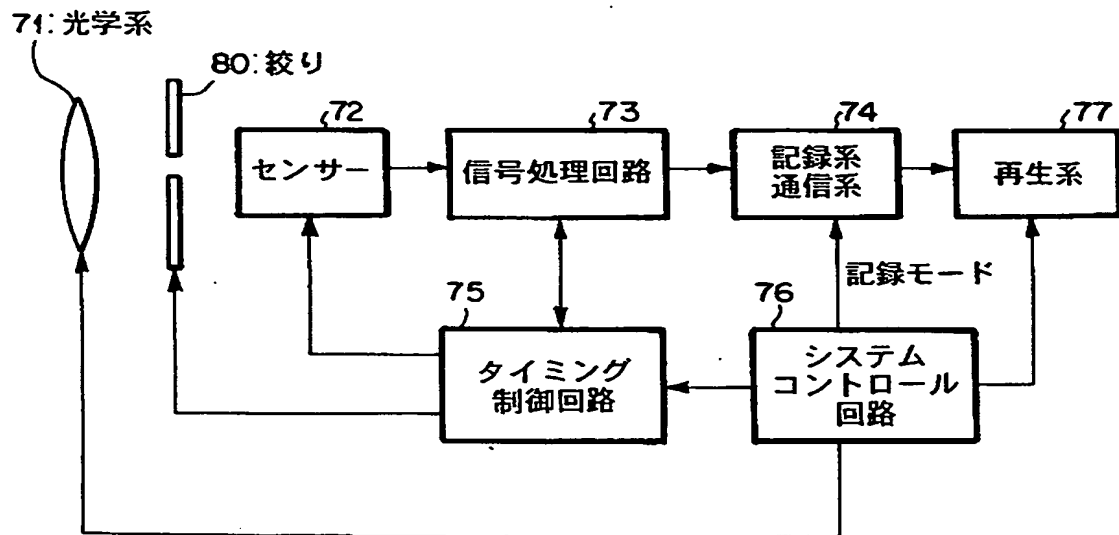 71:光学系
80:絞り
72
センサー
73
信号処理回路
74
記録系
通信系
77
再生系
記録モード
75
タイミング
制御回路
76
システム
コントロール
回路